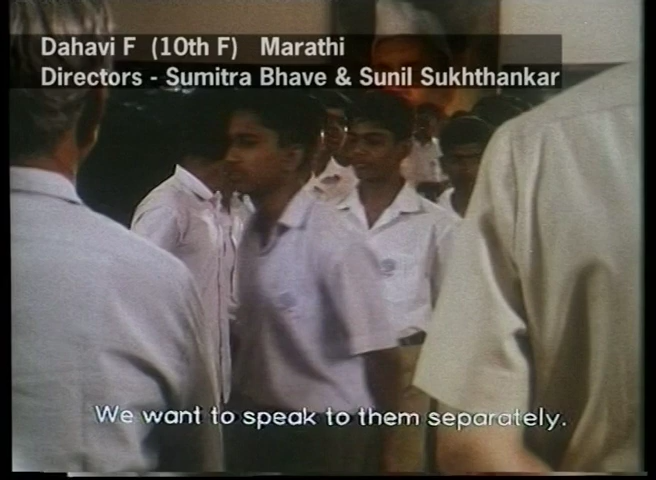 Dahavi F (10th F) Marathi
Directors - Sumitra Bhave & Sunil Sukhthankar
We want to speak to them separately.